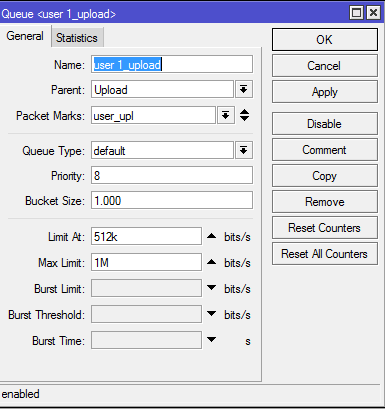 Queue <user 1_upload>
General Statistics
Name: user 1_upload
Parent: Upload
Packet Marks: user_upl
Queue Type: default
Priority: 8
Bucket Size: 1.000
Limit At: 512k bits/s
Max Limit: 1M bits/s
Burst Limit: bits/s
Burst Threshold: bits/s
Burst Time: s
OK
Cancel
Apply
Disable
Comment
Copy
Remove
Reset Counters
Reset All Counters
enabled